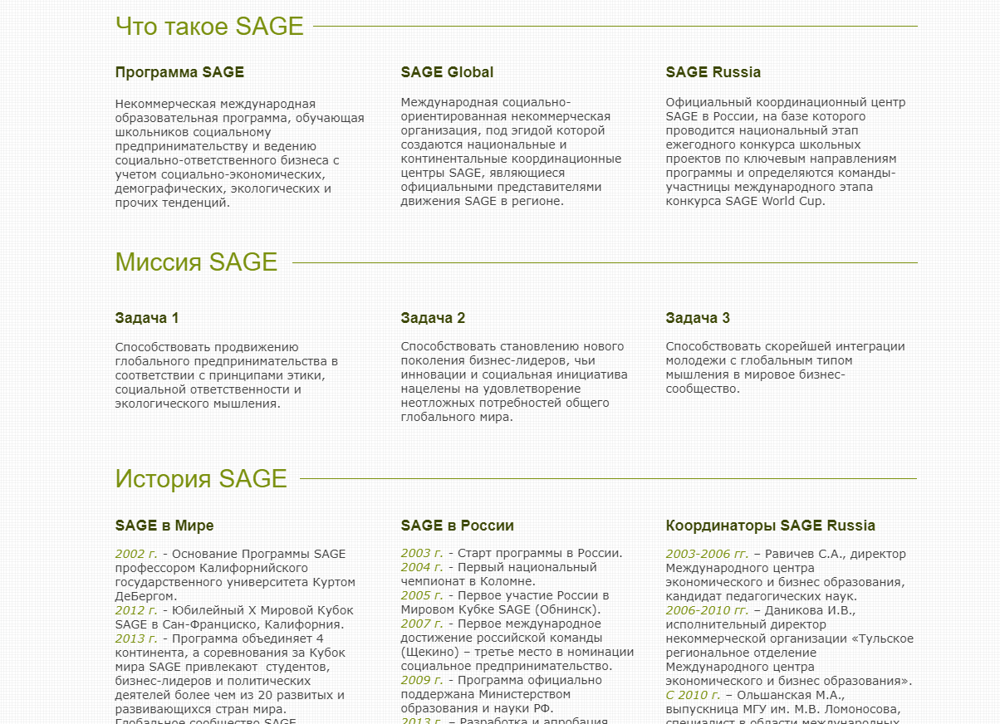 Что такое SAGE
Программа SAGE
Некоммерческая международная
образовательная программа, обучающая
школьников социальному
предпринимательству и ведению
социально-ответственного бизнеса с
учетом социально-экономических,
демографических, экологических и
прочих тенденций.
SAGE Global
Международная социально-
ориентированная некоммерческая
организация, под эгидой которой
создаются национальные и
континентальные координационные
центры SAGE, являющиеся
официальными представителями
движения SAGE в регионе.
SAGE Russia
Официальный координационный центр
SAGE в России, на базе которого
проводится национальный этап
ежегодного конкурса школьных
проектов по ключевым направлениям
программы и определяются команды-
участницы международного этапа
конкурса SAGE World Cup.
Миссия SAGE
Задача 1
Способствовать продвижению
глобального предпринимательства в
соответствии с принципами этики,
социальной ответственности и
экологического мышления.
Задача 2
Способствовать становлению нового
поколения бизнес-лидеров, чьи
инновации и социальная инициатива
нацелены на удовлетворение
неотложных потребностей общего
глобального мира.
Задача 3
Способствовать скорейшей интеграции
молодежи с глобальным типом
мышления в мировое бизнес-
сообщество.
История SAGE
SAGE в Мире
2002 г. - Основание Программы SAGE
профессором Калифорнийского
государственного университета Куртом
ДеБергом.
2012 г. - Юбилейный X Мировой Кубок
SAGE в Сан-Франциско, Калифорния.
2013 г. - Программа объединяет 4
континента, а соревнования за Кубок
мира SAGE привлекают студентов,
бизнес-лидеров и политических
деятелей более чем из 20 развитых и
развивающихся стран мира.
Глобальное сообщество SAGE
SAGE в России
2003 г. - Старт программы в России.
2004 г. - Первый национальный
чемпионат в Коломне.
2005 г. - Первое участие России в
Мировом Кубке SAGE (Обнинск).
2007 г. - Первое международное
достижение российской команды
(Щекино) – третье место в номинации
социальное предпринимательство.
2009 г. - Программа официально
поддержана Министерством
образования и науки РФ.
2013 г. – Разработка и апробация
Координаторы SAGE Russia
2003-2006 гг. – Равичев С.А., директор
Международного центра
экономического и бизнес образования,
кандидат педагогических наук.
2006-2010 гг. – Даникова И.В.,
исполнительный директор
некоммерческой организации «Тульское
региональное отделение
Международного центра
экономического и бизнес образования».
С 2010 г. – Ольшанская М.А.,
выпускница МГУ им. М.В. Ломоносова,
специалист в области международных